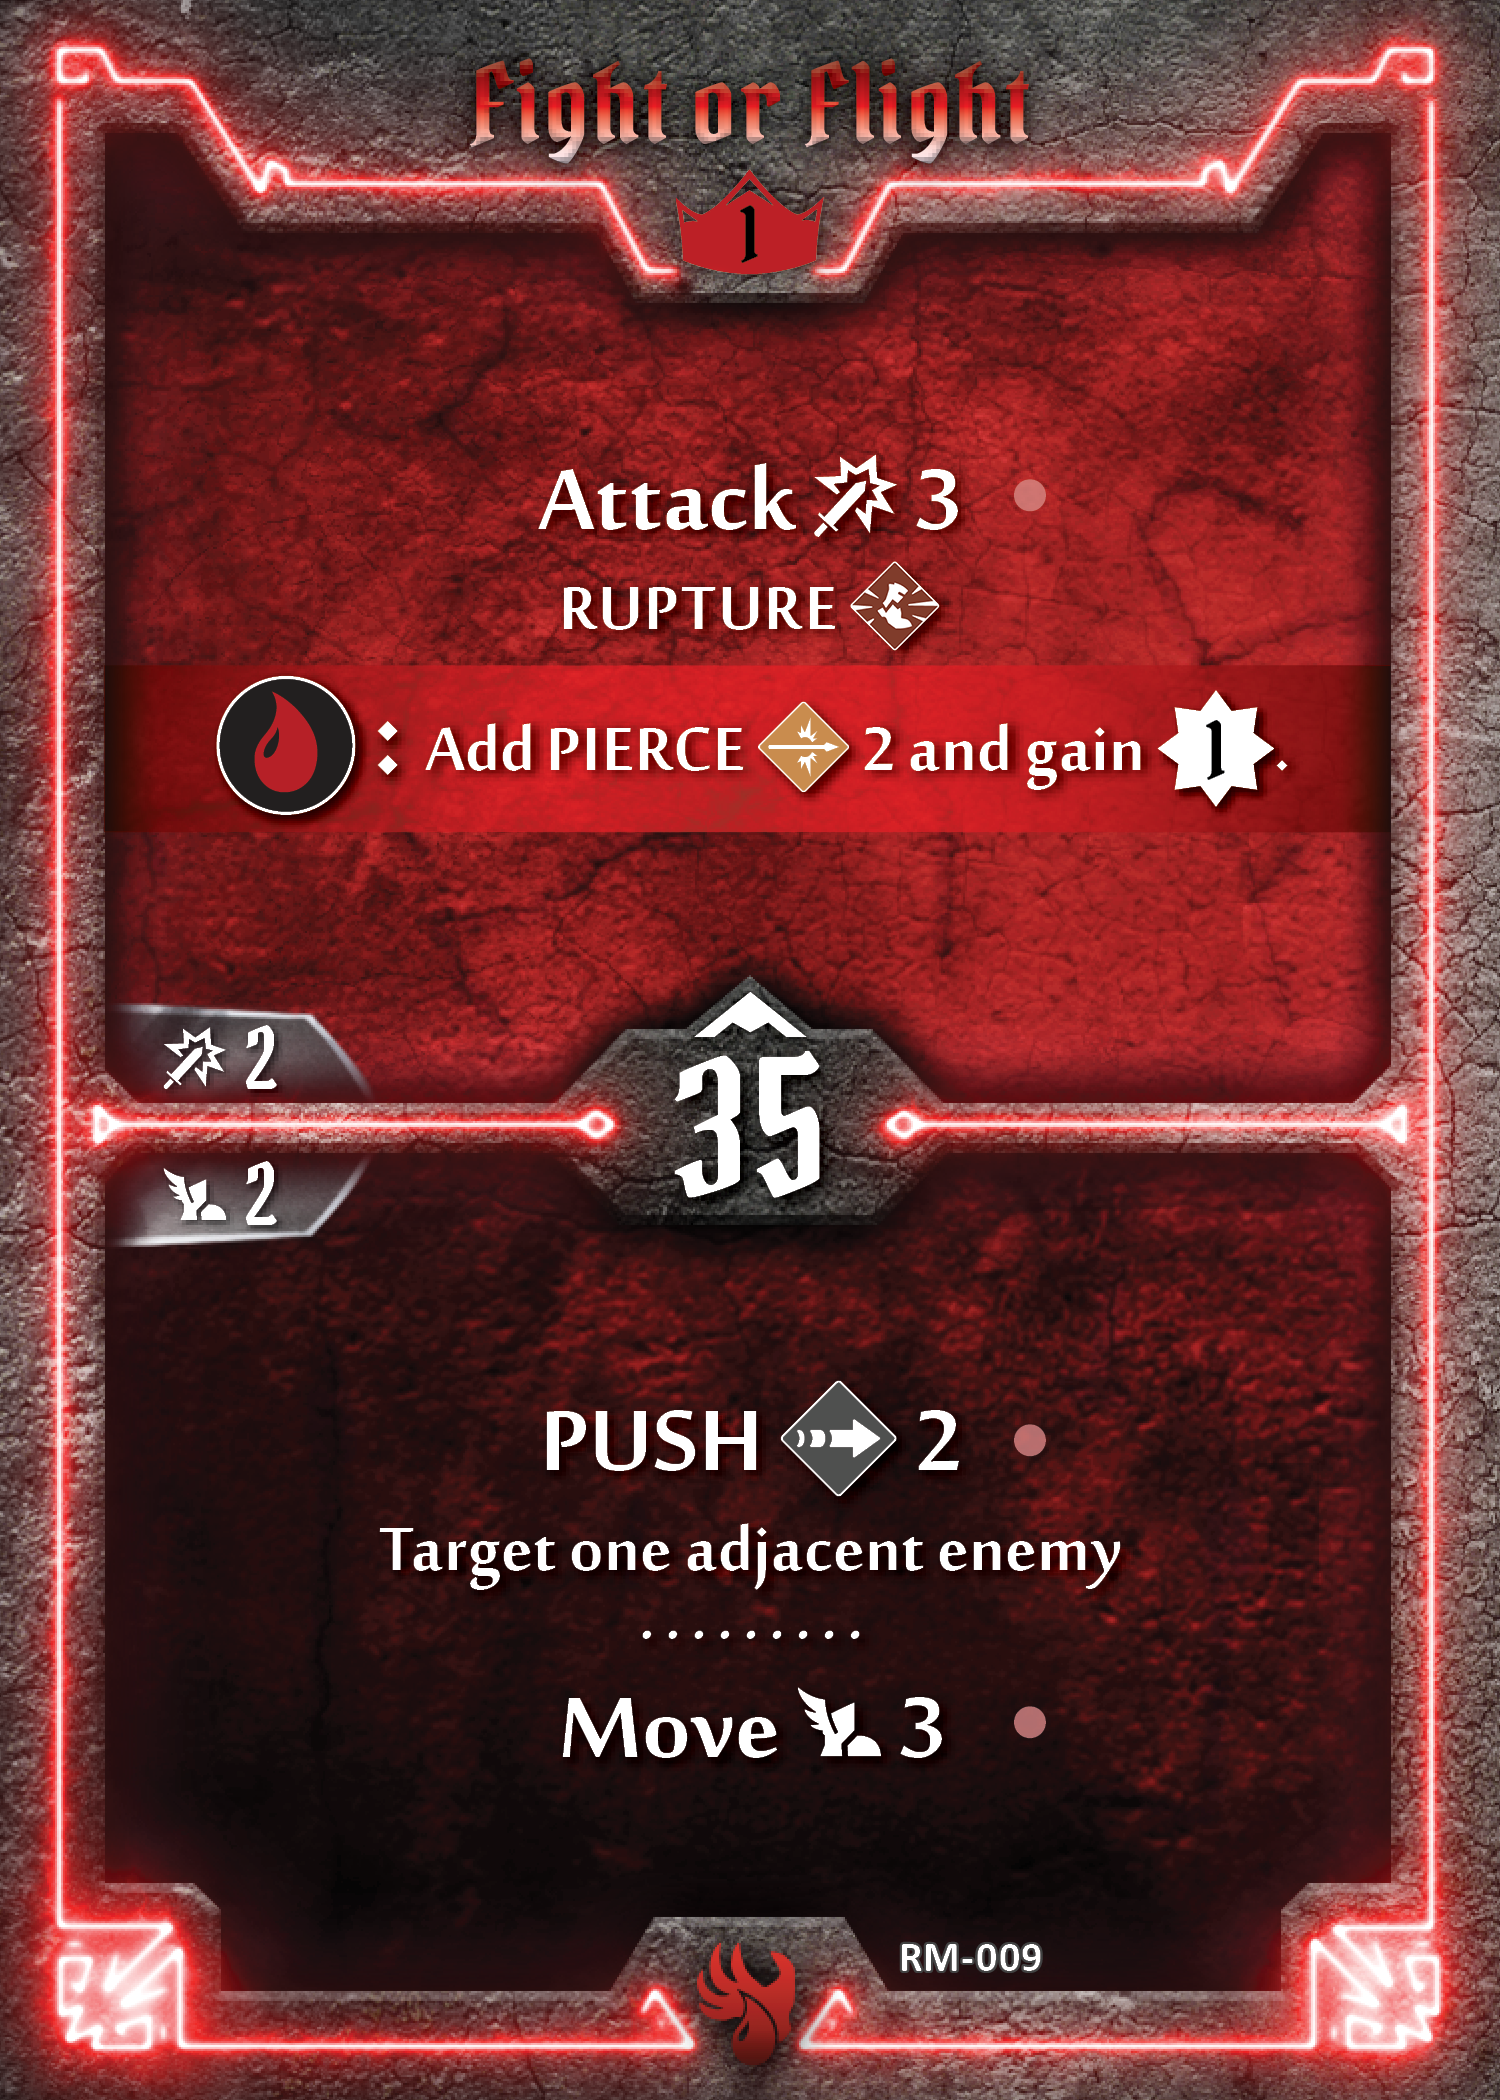 Fight or Flight
1
Attack 3
RUPTURE
: Add PIERCE 2 and gain 1.
2
35
2
PUSH 2
Target one adjacent enemy
.........
Move 3
RM-009